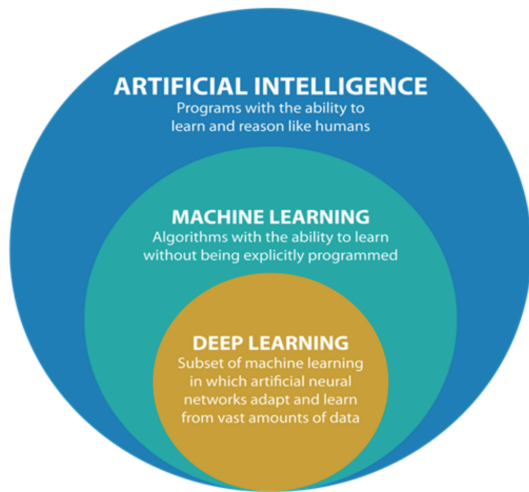 ARTIFICIAL INTELLIGENCE
Programs with the ability to
learn and reason like humans
MACHINE LEARNING
Algorithms with the ability to learn
without being explicitly programmed
DEEP LEARNING
Subset of machine learning
in which artificial neural
networks adapt and learn
from vast amounts of data